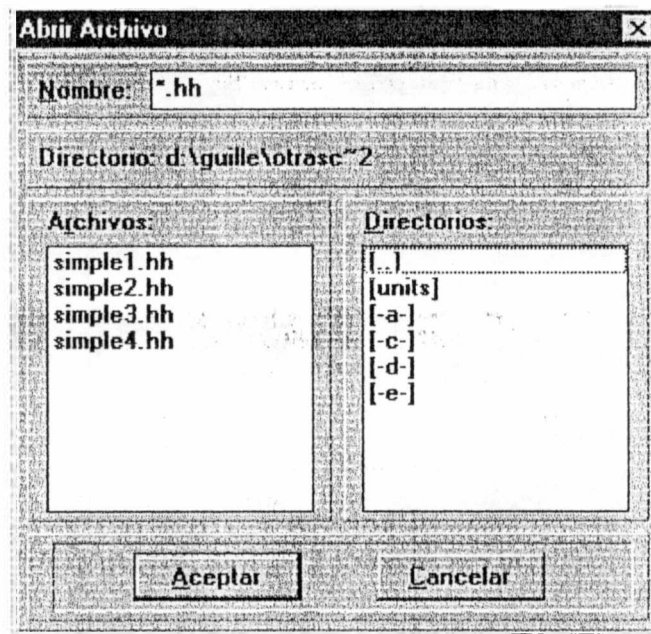 Abrir Archivo
Nombre: *.hh
Directorio: d:\guille\otrasc~2
Archivos:
simple1.hh
simple2.hh
simple3.hh
simple4.hh
Directorios:
[..]
[units]
[-a-]
[-c-]
[-d-]
[-e-]
Aceptar
Cancelar